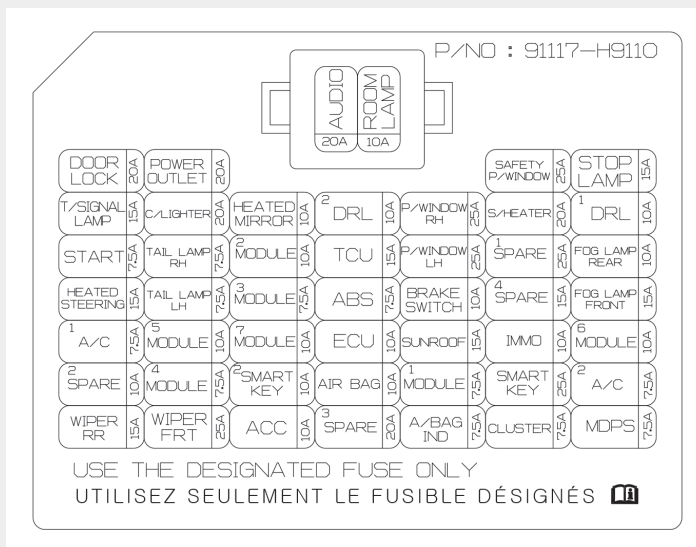 P/NO : 91117-H9110
AUDIO 20A
ROOM LAMP 10A
DOOR LOCK 20A
POWER OUTLET 20A
SAFETY P/WINDOW 25A
STOP LAMP 15A
T/SIGNAL LAMP 15A
C/LIGHTER 20A
HEATED MIRROR 10A
2 DRL 10A
P/WINDOW RH 25A
S/HEATER 20A
1 DRL 10A
START 7.5A
TAIL LAMP RH 7.5A
2 MODULE 10A
TCU 15A
P/WINDOW LH 25A
1 SPARE 25A
FOG LAMP REAR 10A
HEATED STEERING 15A
TAIL LAMP LH 7.5A
3 MODULE 7.5A
ABS 7.5A
BRAKE SWITCH 10A
4 SPARE 15A
FOG LAMP FRONT 15A
1 A/C 7.5A
5 MODULE 10A
7 MODULE 10A
ECU 10A
SUNROOF 15A
IMMO 10A
6 MODULE 10A
2 SPARE 10A
4 MODULE 7.5A
2 SMART KEY 10A
AIR BAG 10A
1 MODULE 7.5A
SMART KEY 25A
2 A/C 7.5A
WIPER RR 15A
WIPER FRT 25A
ACC 10A
3 SPARE 20A
A/BAG IND 7.5A
CLUSTER 7.5A
MDPS 7.5A
USE THE DESIGNATED FUSE ONLY
UTILISEZ SEULEMENT LE FUSIBLE DÉSIGNÉS